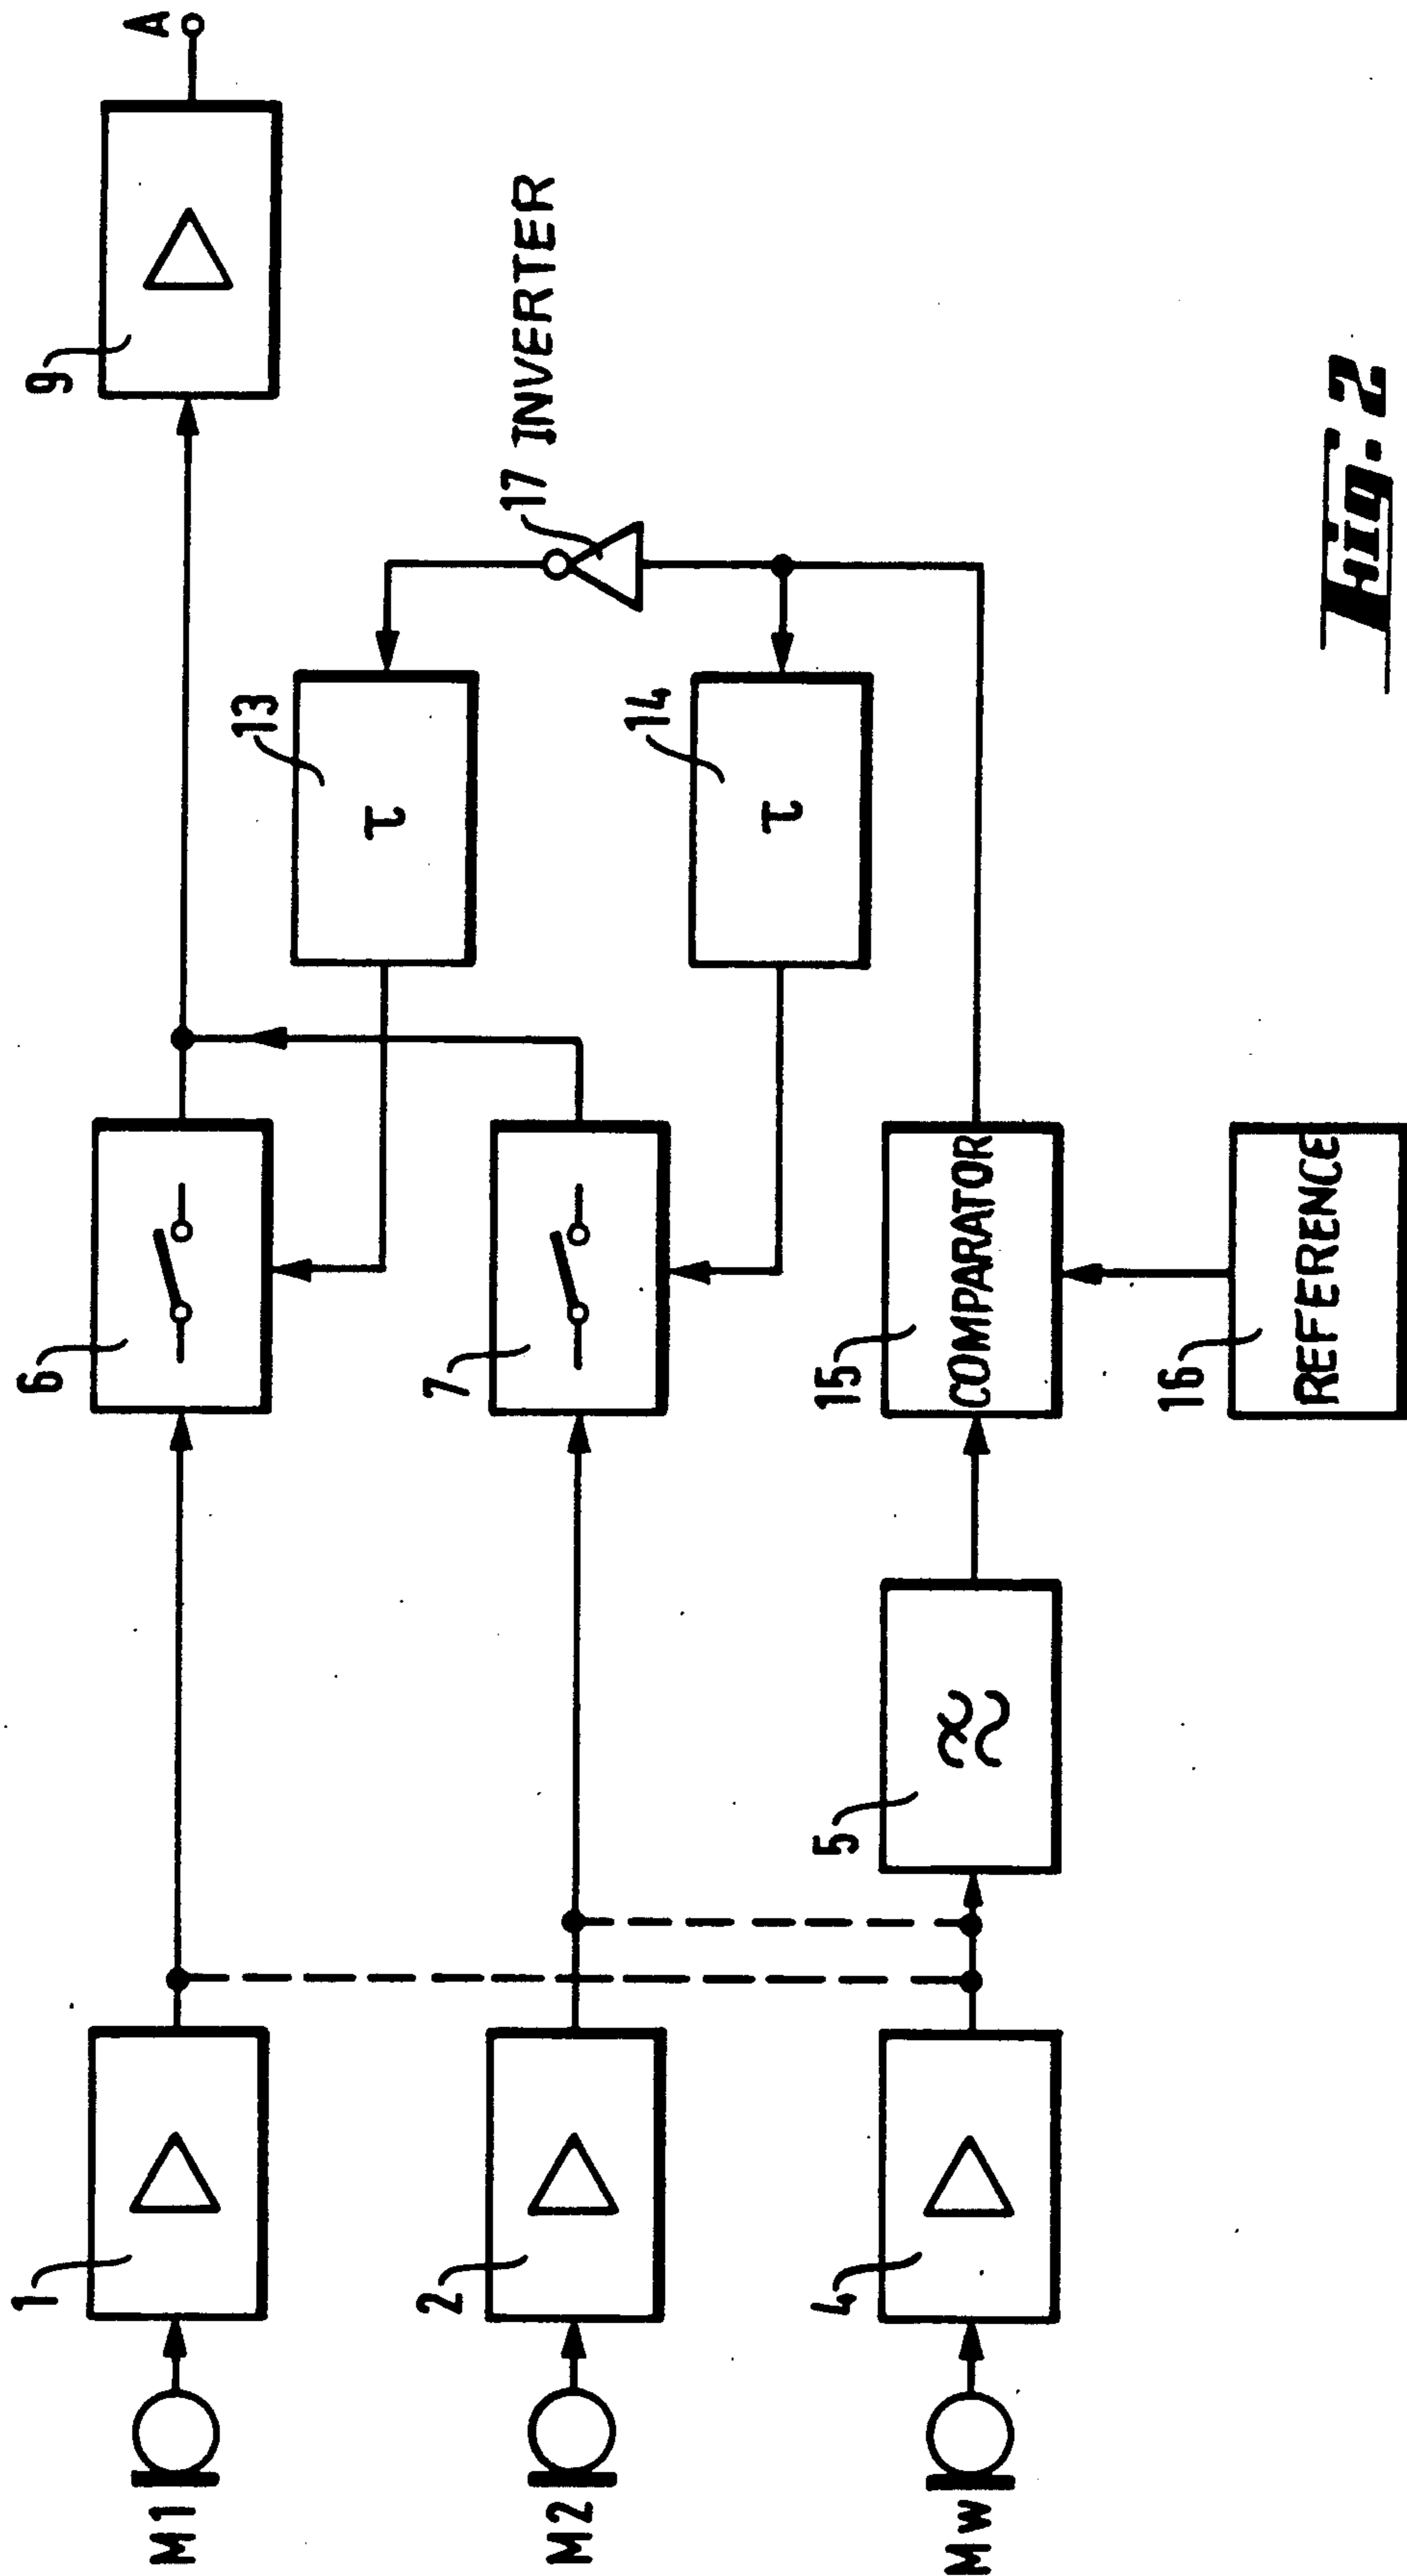 A
9
17 INVERTER
13
τ
14
τ
6
7
15
COMPARATOR
16
REFERENCE
5
1
2
4
M1
M2
Mw
Fig. 2